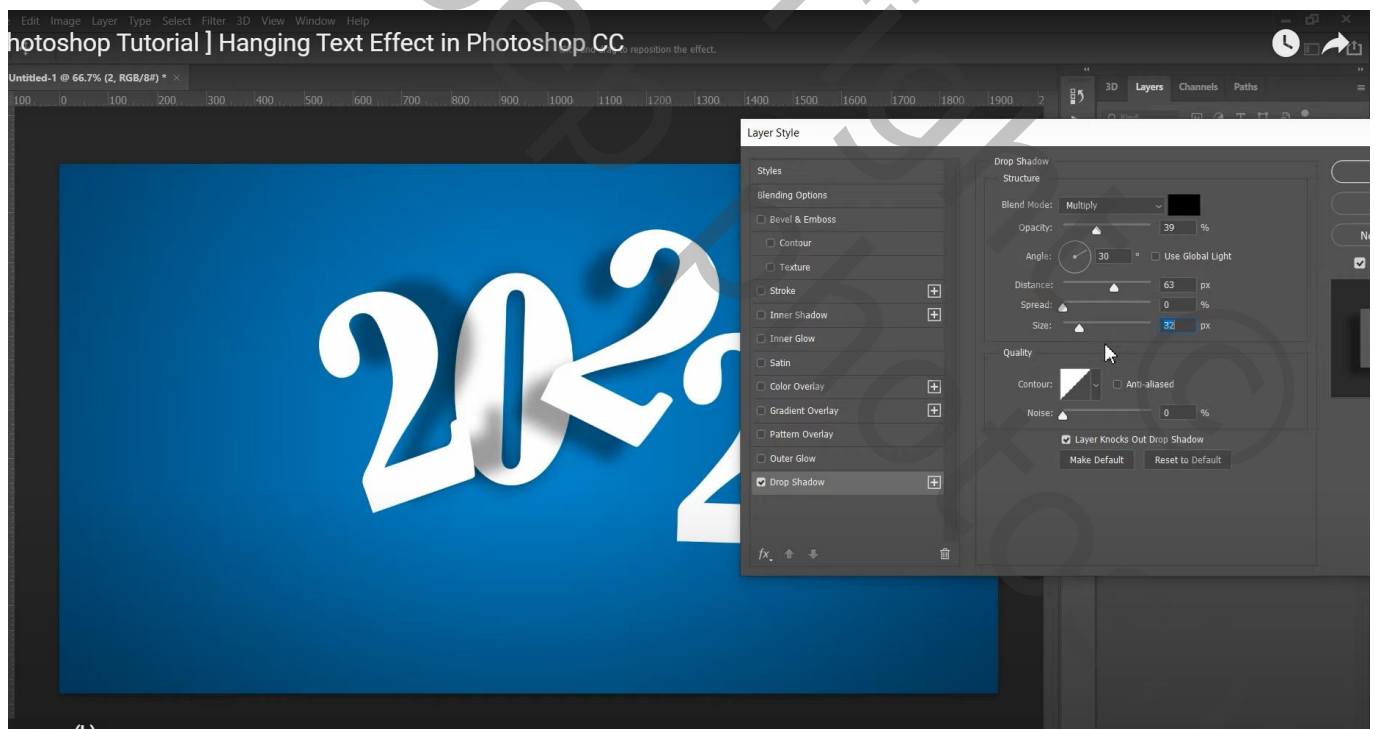 Edit Image Layer Type Select Filter 3D View Window Help
hotoshop Tutorial ] Hanging Text Effect in Photoshop CC
to reposition the effect.
Untitled-1 @ 66.7% (2, RGB/8#) * ×
100 0 100 200 300 400 500 600 700 800 900 1000 1100 1200 1300 1400 1500 1600 1700 1800 1900 2
3D Layers Channels Paths
Layer Style
Styles
Blending Options
Bevel & Emboss
Contour
Texture
Stroke
Inner Shadow
Inner Glow
Satin
Color Overlay
Gradient Overlay
Pattern Overlay
Outer Glow
Drop Shadow
fx
Drop Shadow
Structure
Blend Mode: Multiply
Opacity: 39 %
Angle: 30 ° Use Global Light
Distance: 63 px
Spread: 0 %
Size: 32 px
Quality
Contour: Anti-aliased
Noise: 0 %
Layer Knocks Out Drop Shadow
Make Default Reset to Default
Ne
2022